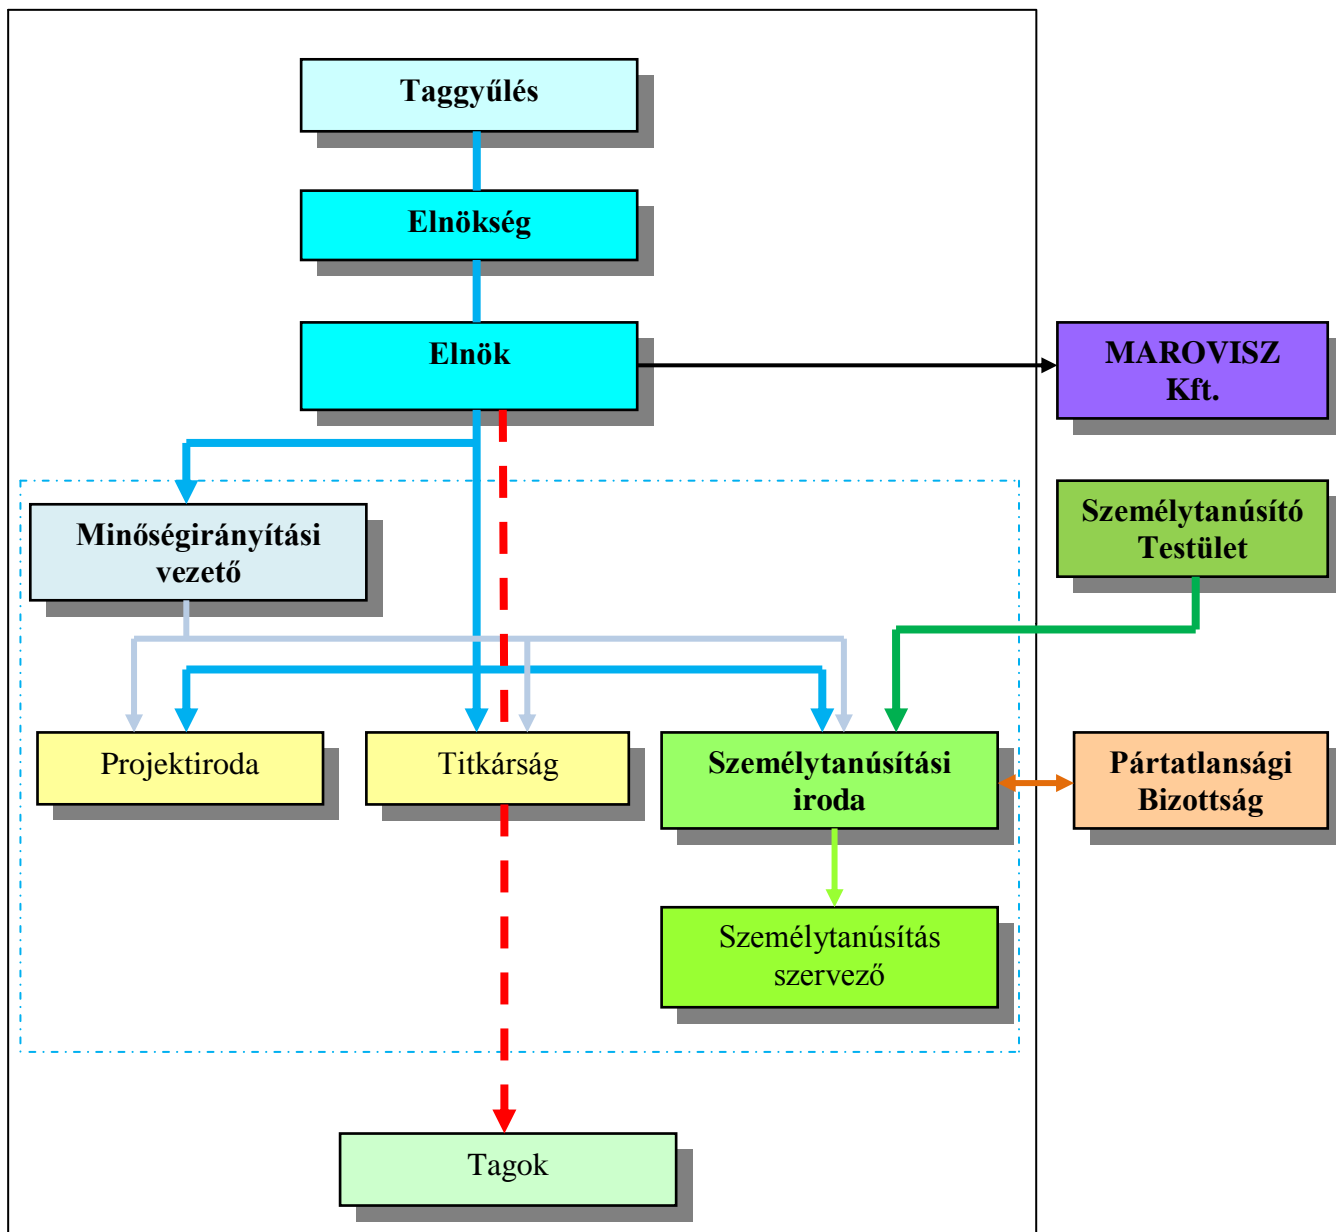 Taggyűlés
Elnökség
Elnök
MAROVISZ
Kft.
Minőségirányítási
vezető
Személytanúsító
Testület
Projektiroda
Titkárság
Személytanúsítási
iroda
Pártatlansági
Bizottság
Személytanúsítás
szervező
Tagok